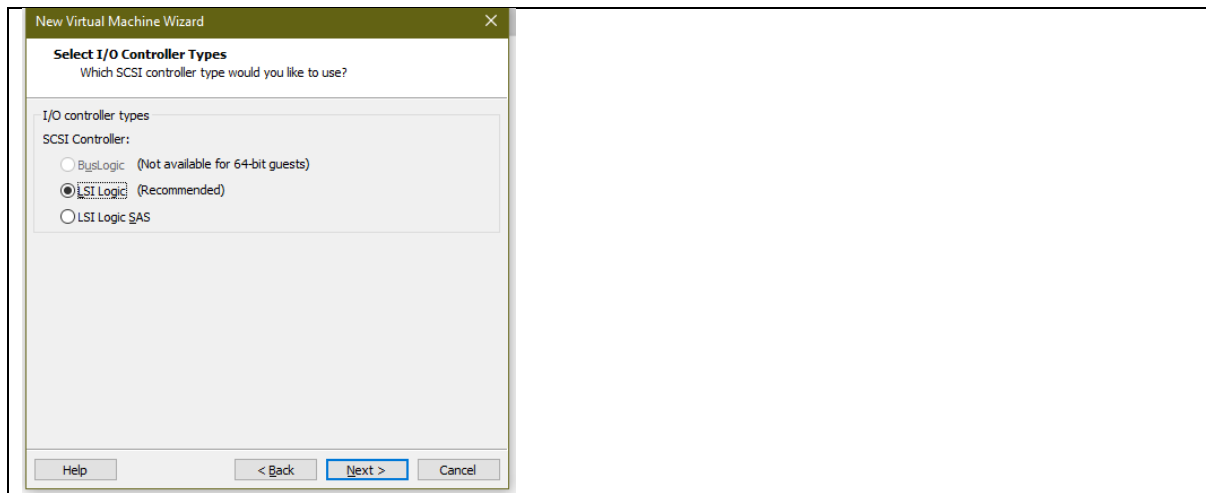 New Virtual Machine Wizard
Select I/O Controller Types
Which SCSI controller type would you like to use?
I/O controller types
SCSI Controller:
BusLogic (Not available for 64-bit guests)
LSI Logic (Recommended)
LSI Logic SAS
Help < Back Next > Cancel